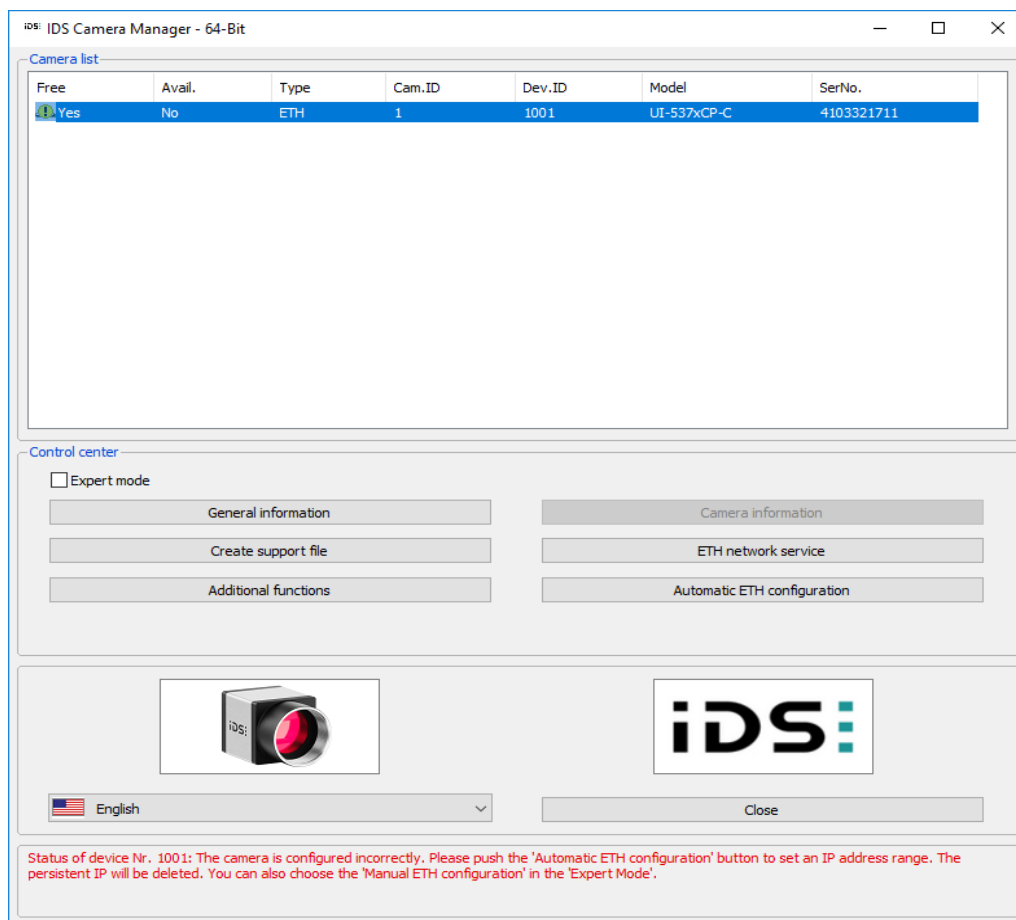 iDS: IDS Camera Manager - 64-Bit
Camera list
Free Avail. Type Cam.ID Dev.ID Model SerNo.
Yes No ETH 1 1001 UI-537xCP-C 4103321711
Control center
Expert mode
General information Camera information
Create support file ETH network service
Additional functions Automatic ETH configuration
iDS: iDS:
English Close
Status of device Nr. 1001: The camera is configured incorrectly. Please push the 'Automatic ETH configuration' button to set an IP address range. The
persistent IP will be deleted. You can also choose the 'Manual ETH configuration' in the 'Expert Mode'.